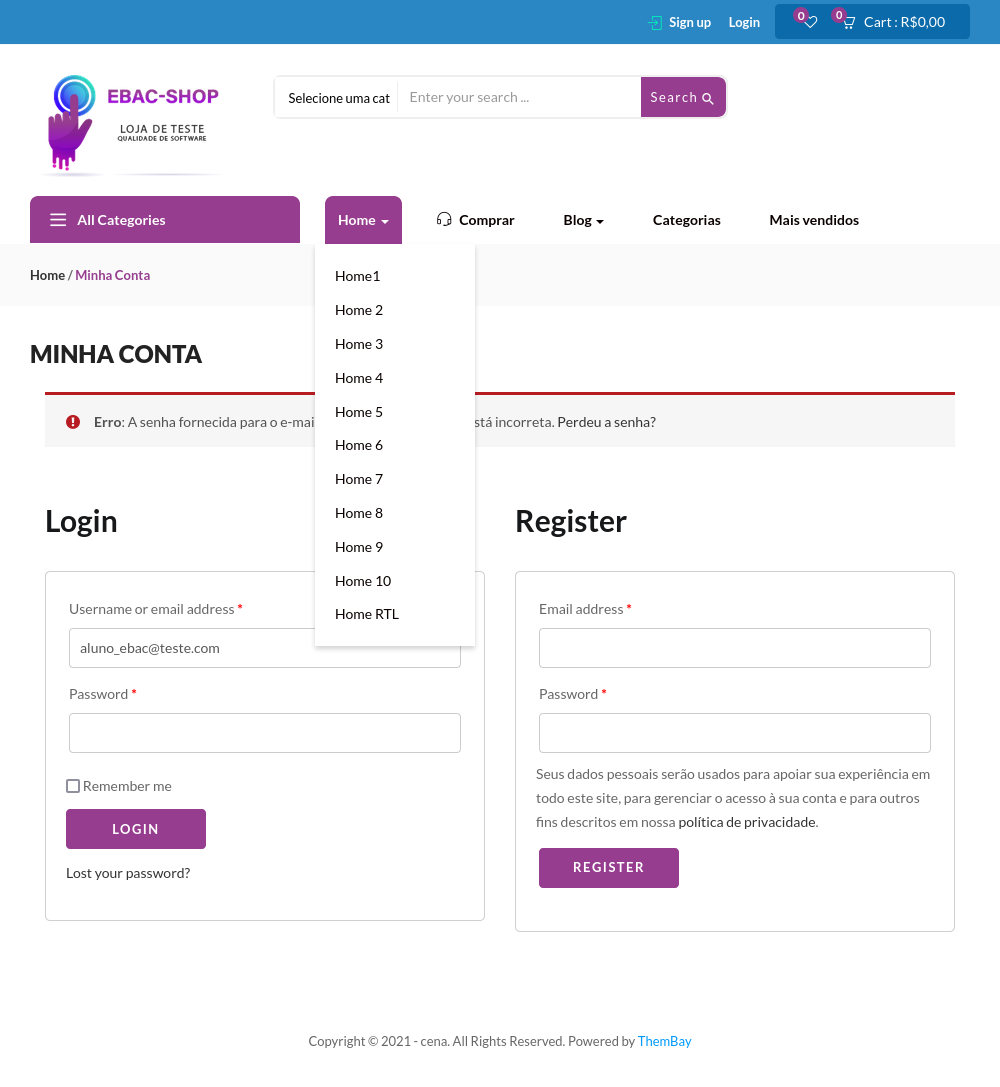 Sign up Login 0 0 Cart : R$0,00
EBAC-SHOP
LOJA DE TESTE
QUALIDADE DE SOFTWARE
Selecione uma cat Enter your search ... Search
All Categories Home Comprar Blog Categorias Mais vendidos
Home / Minha Conta
Home1
Home 2
Home 3
Home 4
Home 5
Home 6
Home 7
Home 8
Home 9
Home 10
Home RTL
MINHA CONTA
Erro: A senha fornecida para o e-mai stá incorreta. Perdeu a senha?
Login
Username or email address *
aluno_ebac@teste.com
Password *
Remember me
LOGIN
Lost your password?
Register
Email address *
Password *
Seus dados pessoais serão usados para apoiar sua experiência em
todo este site, para gerenciar o acesso à sua conta e para outros
fins descritos em nossa política de privacidade.
REGISTER
Copyright © 2021 - cena. All Rights Reserved. Powered by ThemBay